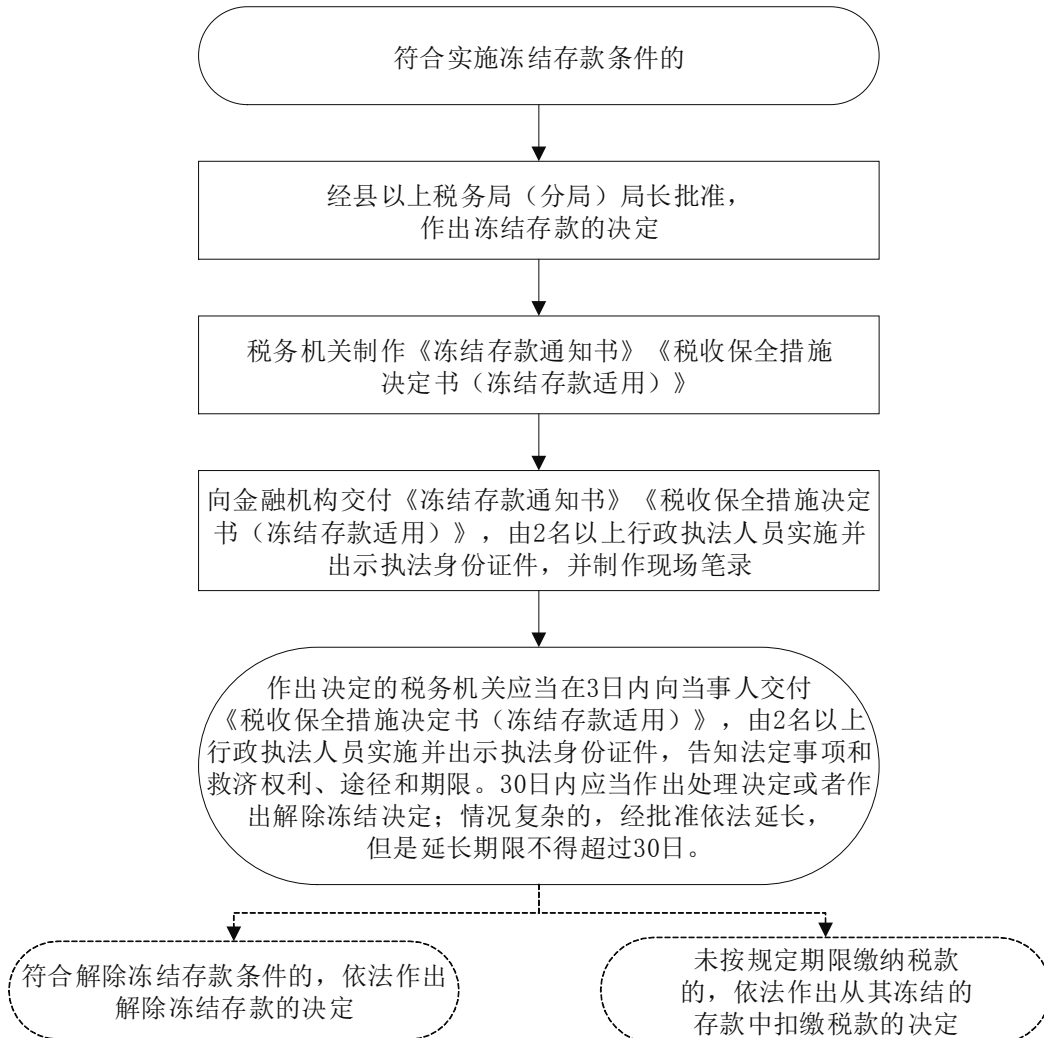 符合实施冻结存款条件的
经县以上税务局（分局）局长批准，
作出冻结存款的决定
税务机关制作《冻结存款通知书》《税收保全措施
决定书（冻结存款适用）》
向金融机构交付《冻结存款通知书》《税收保全措施决定
书（冻结存款适用）》，由2名以上行政执法人员实施并
出示执法身份证件，并制作现场笔录
作出决定的税务机关应当在3日内向当事人交付
《税收保全措施决定书（冻结存款适用）》，由2名以上
行政执法人员实施并出示执法身份证件，告知法定事项和
救济权利、途径和期限。30日内应当作出处理决定或者作
出解除冻结决定；情况复杂的，经批准依法延长，
但是延长期限不得超过30日。
符合解除冻结存款条件的，依法作出
解除冻结存款的决定
未按规定期限缴纳税款
的，依法作出从其冻结的
存款中扣缴税款的决定